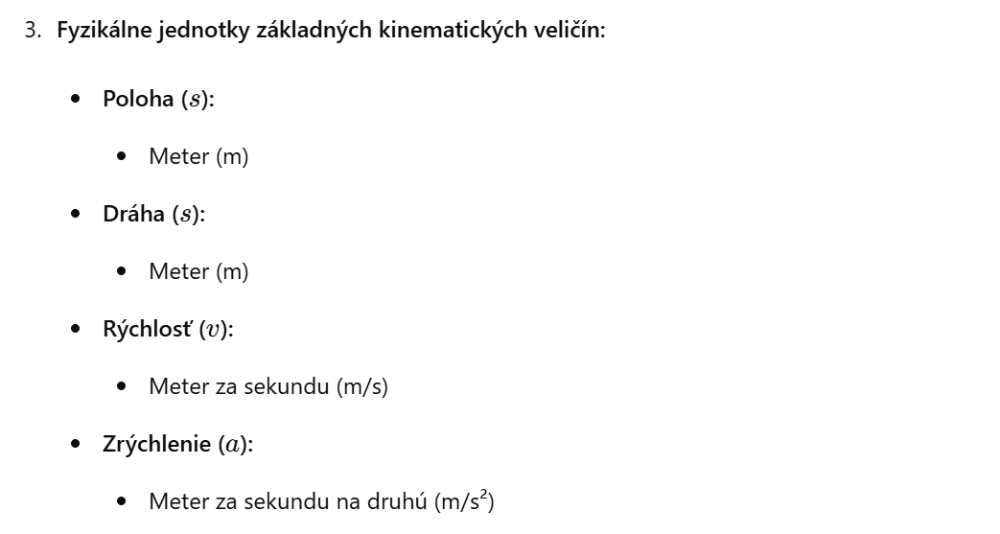 3. Fyzikálne jednotky základných kinematických veličín:
• Poloha (s):
• Meter (m)
• Dráha (s):
• Meter (m)
• Rýchlosť (v):
• Meter za sekundu (m/s)
• Zrýchlenie (a):
• Meter za sekundu na druhú (m/s²)